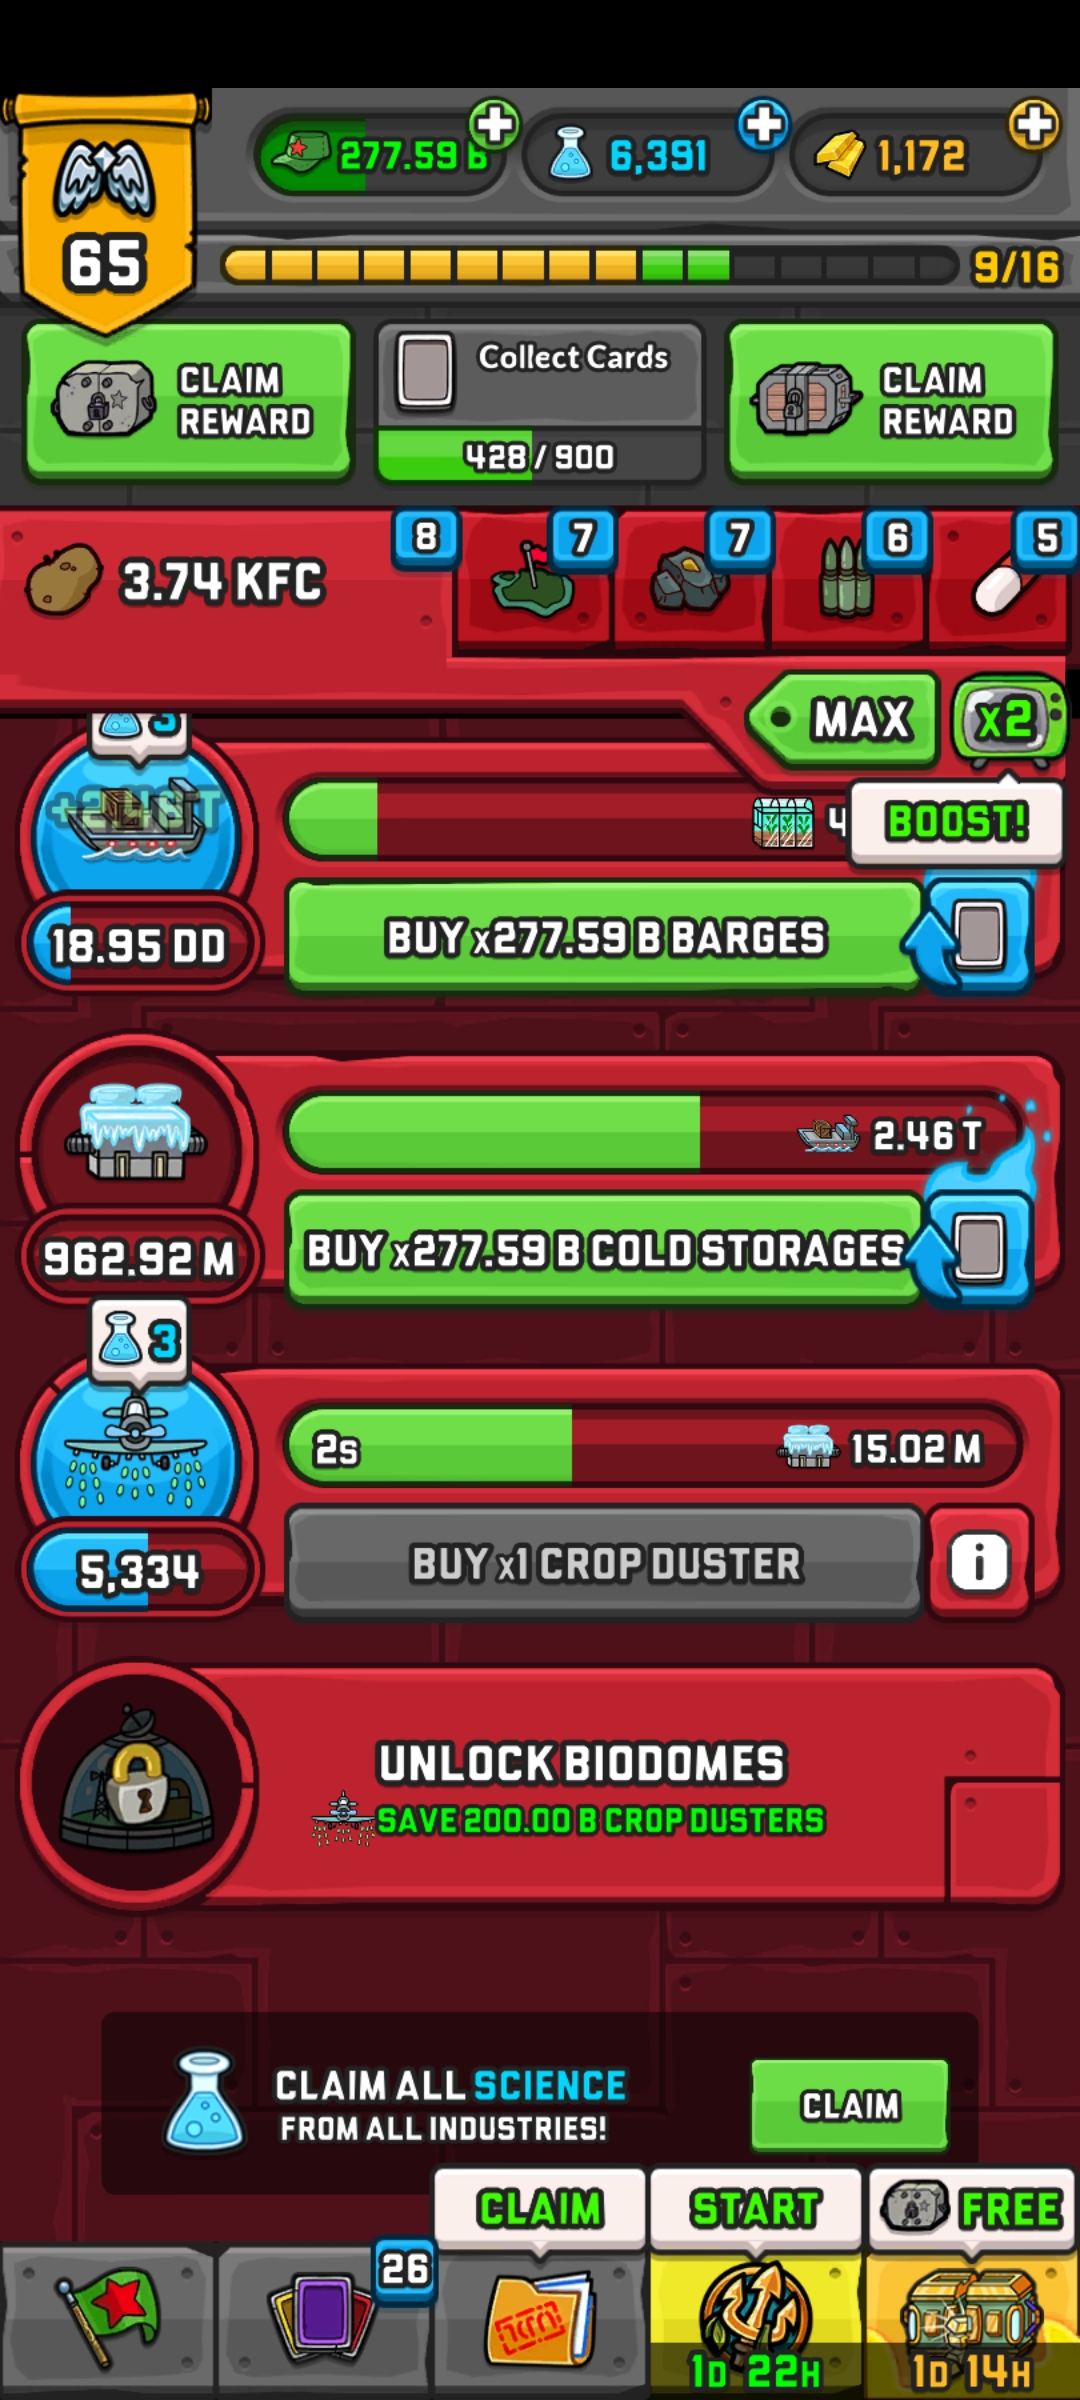 277.59 B
6,391
1,172
65
9/16
CLAIM
REWARD
Collect Cards
428 / 900
CLAIM
REWARD
3.74 KFC
8
7
7
6
5
MAX
x2
3
4
BOOST!
18.95 DD
BUY x277.59 B BARGES
2.46 T
962.92 M
BUY x277.59 B COLD STORAGES
3
2s
15.02 M
5,334
BUY x1 CROP DUSTER
i
UNLOCK BIODOMES
SAVE 200.00 B CROP DUSTERS
CLAIM ALL SCIENCE
FROM ALL INDUSTRIES!
CLAIM
CLAIM
START
FREE
26
1D 22H
1D 14H